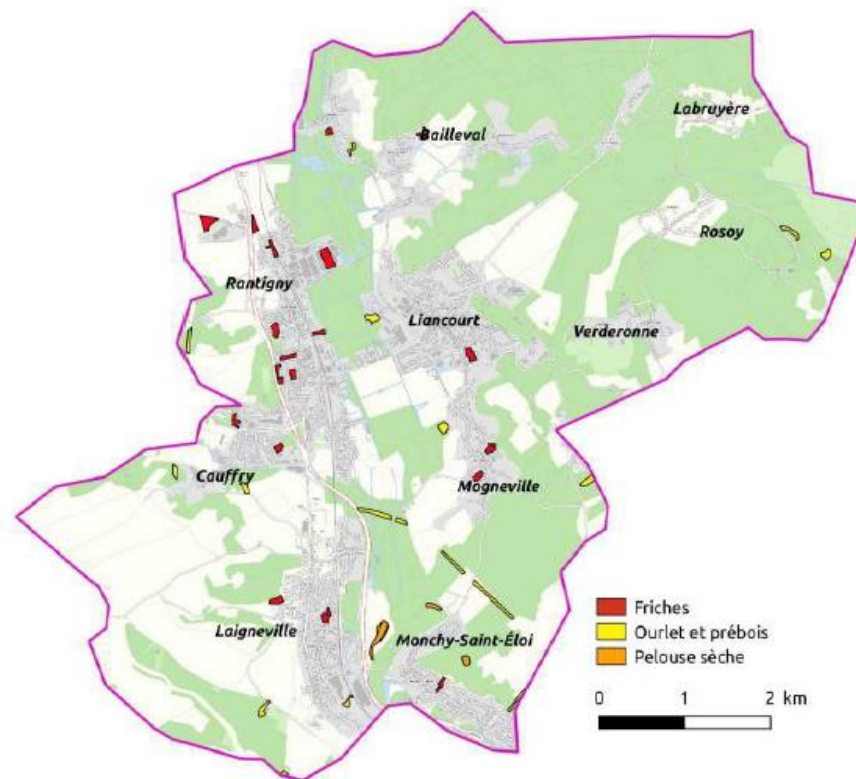 Labruyère
Bailleval
Rosoy
Rantigny
Liancourt
Verderonne
Cauffry
Mogneville
Laigneville
Monchy-Saint-Éloi
Friches
Ourlet et prébois
Pelouse sèche
0 1 2 km